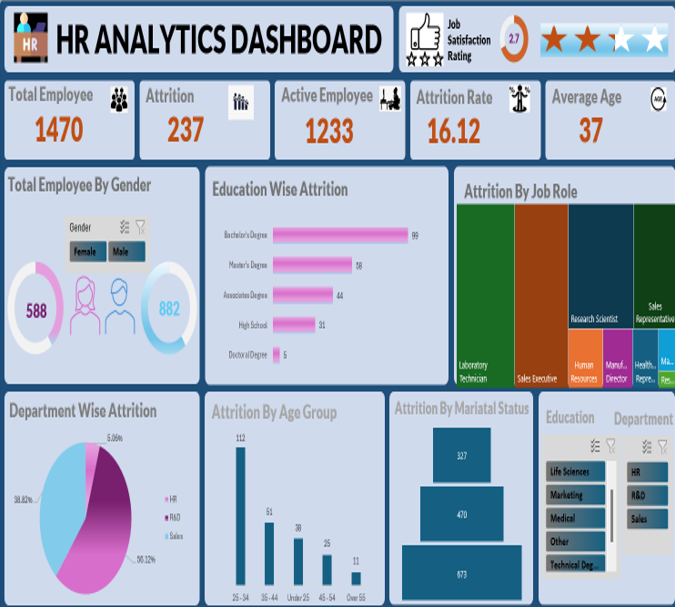 HR
HR ANALYTICS DASHBOARD
Job
Satisfaction
Rating
2.7
Total Employee
1470
Attrition
237
Active Employee
1233
Attrition Rate
16.12
Average Age
AGE
37
Total Employee By Gender
Gender
Female
Male
588
882
Education Wise Attrition
Bachelor's Degree
99
Master's Degree
58
Associates Degree
44
High School
31
Doctoral Degree
5
Attrition By Job Role
Laboratory
Technician
Sales Executive
Research Scientist
Sales
Representative
Human
Resources
Manuf...
Director
Health...
Repre...
Ma...
Res...
Department Wise Attrition
5.06%
38.82%
56.12%
HR
R&D
Sales
Attrition By Age Group
112
51
38
25
11
25 - 34
35 - 44
Under 25
45 - 54
Over 55
Attrition By Mariatal Status
327
470
673
Education
Life Sciences
Marketing
Medical
Other
Technical Deg...
Department
HR
R&D
Sales